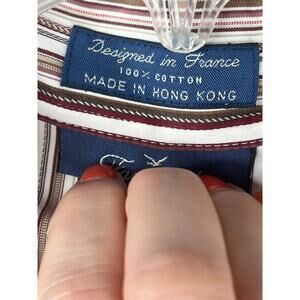 Designed in France
100% COTTON
MADE IN HONG KONG